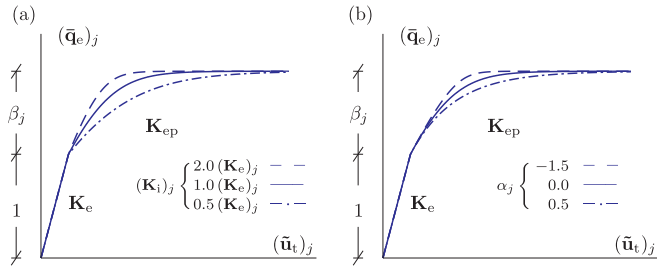 (a)
(q̄ₑ)ⱼ
βⱼ
1
Kₑₚ
Kₑ
(Kᵢ)ⱼ { 2.0 (Kₑ)ⱼ
1.0 (Kₑ)ⱼ
0.5 (Kₑ)ⱼ
(ũₜ)ⱼ
(b)
(q̄ₑ)ⱼ
βⱼ
1
Kₑₚ
Kₑ
αⱼ { −1.5
0.0
0.5
(ũₜ)ⱼ